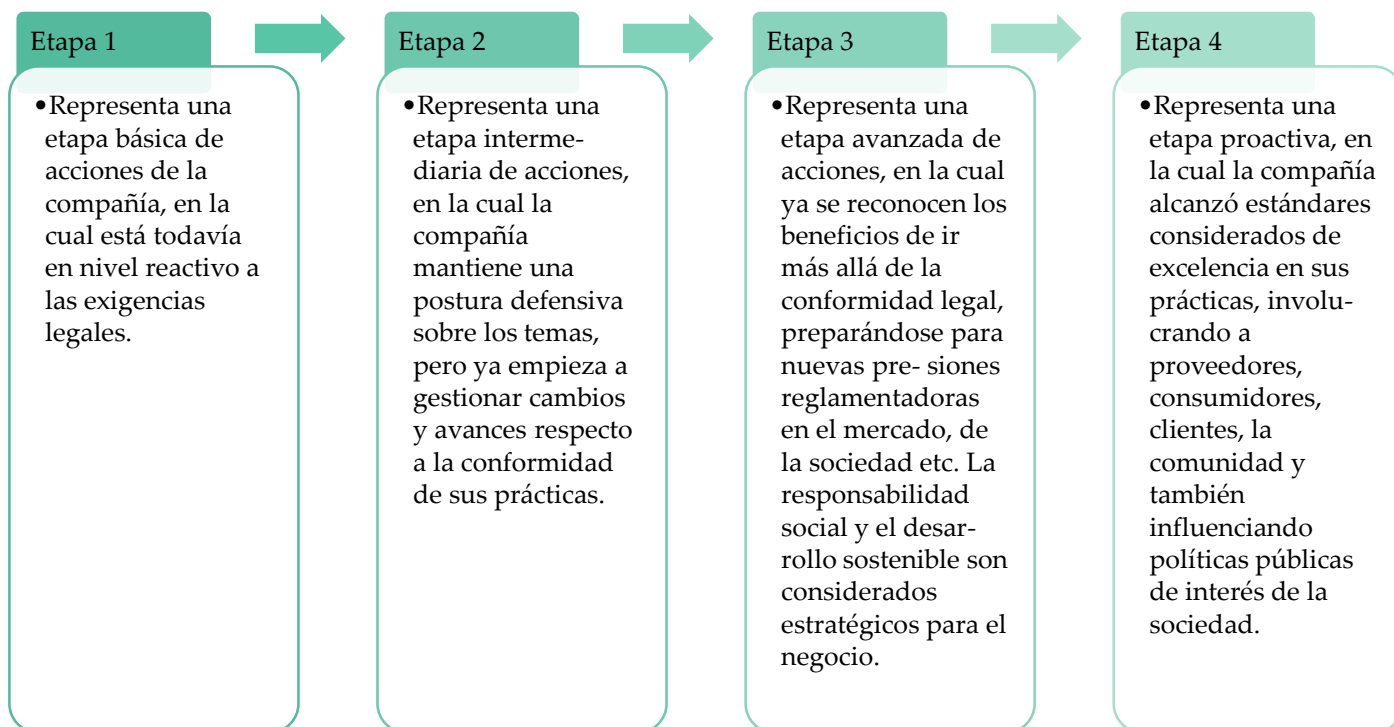 Etapa 1
•Representa una
etapa básica de
acciones de la
compañía, en la
cual está todavía
en nivel reactivo a
las exigencias
legales.
Etapa 2
•Representa una
etapa interme-
diaria de acciones,
en la cual la
compañía
mantiene una
postura defensiva
sobre los temas,
pero ya empieza a
gestionar cambios
y avances respecto
a la conformidad
de sus prácticas.
Etapa 3
•Representa una
etapa avanzada de
acciones, en la cual
ya se reconocen los
beneficios de ir
más allá de la
conformidad legal,
preparándose para
nuevas pre- siones
reglamentadoras
en el mercado, de
la sociedad etc. La
responsabilidad
social y el desar-
rollo sostenible son
considerados
estratégicos para el
negocio.
Etapa 4
•Representa una
etapa proactiva, en
la cual la compañía
alcanzó estándares
considerados de
excelencia en sus
prácticas, involu-
crando a
proveedores,
consumidores,
clientes, la
comunidad y
también
influenciando
políticas públicas
de interés de la
sociedad.